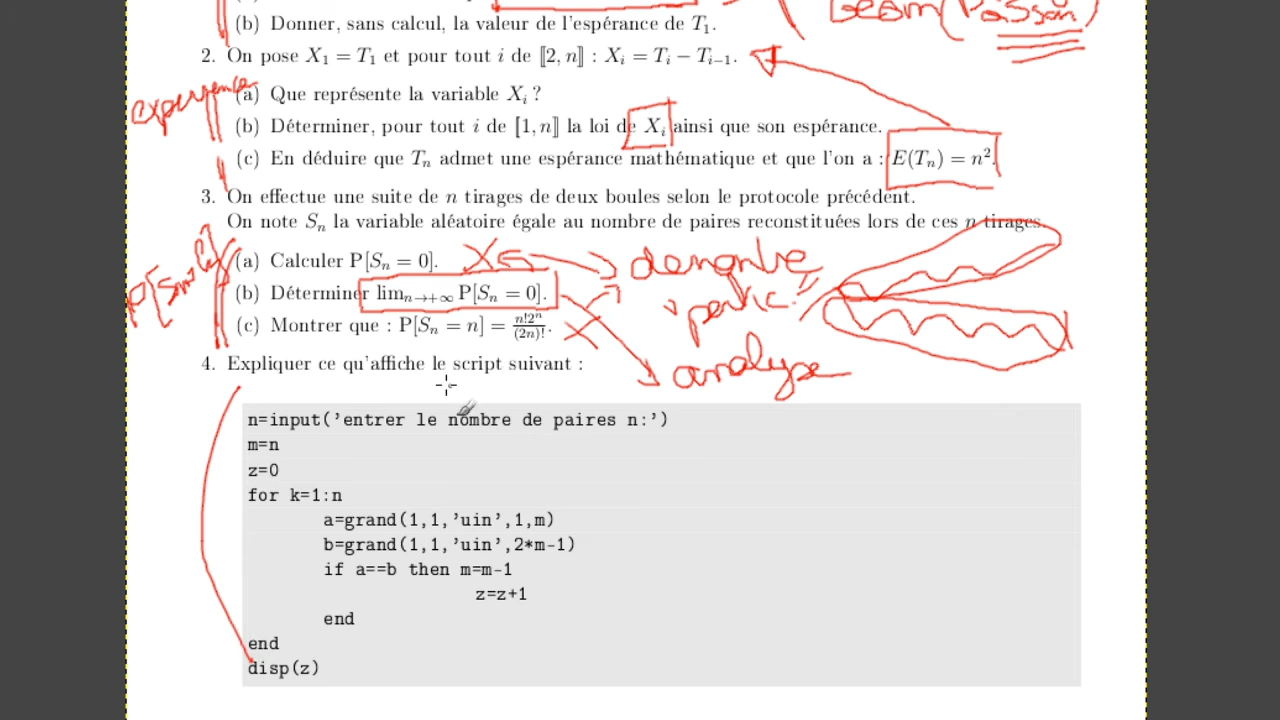 Geom(Poisson)
(b) Donner, sans calcul, la valeur de l'espérance de T₁.
2. On pose X₁ = T₁ et pour tout i de ⟦2, n⟧ : Xᵢ = Tᵢ − Tᵢ₋₁.
expérience
(a) Que représente la variable Xᵢ ?
(b) Déterminer, pour tout i de ⟦1, n⟧ la loi de Xᵢ ainsi que son espérance.
(c) En déduire que Tₙ admet une espérance mathématique et que l'on a : E(Tₙ) = n².
3. On effectue une suite de n tirages de deux boules selon le protocole précédent.
On note Sₙ la variable aléatoire égale au nombre de paires reconstituées lors de ces n tirages.
(a) Calculer P[Sₙ = 0].
(b) Déterminer lim_{n→+∞} P[Sₙ = 0].
(c) Montrer que : P[Sₙ = n] = n!2ⁿ/(2n)!.
analyse
4. Expliquer ce qu'affiche le script suivant :
n=input('entrer le nombre de paires n:')
m=n
z=0
for k=1:n
a=grand(1,1,'uin',1,m)
b=grand(1,1,'uin',2*m-1)
if a==b then m=m-1
z=z+1
end
end
disp(z)